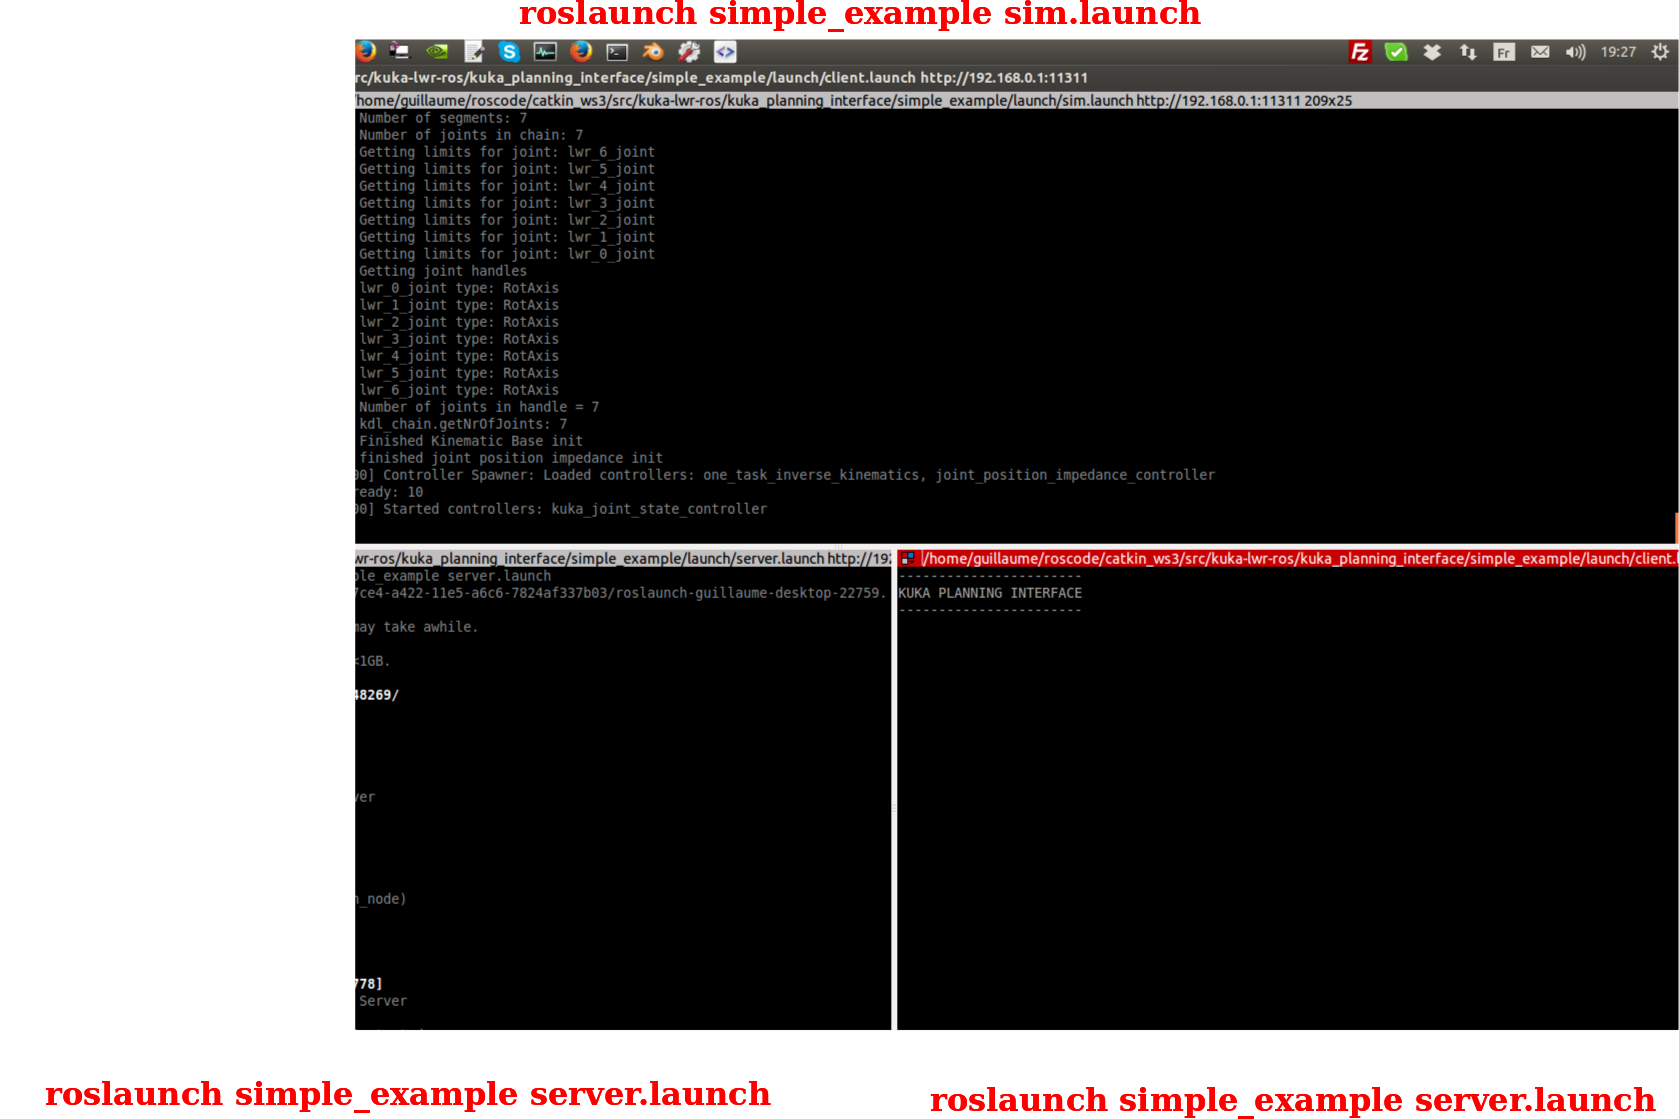 roslaunch simple_example sim.launch
Fr
19:27
rc/kuka-lwr-ros/kuka_planning_interface/simple_example/launch/client.launch http://192.168.0.1:11311
/home/guillaume/roscode/catkin_ws3/src/kuka-lwr-ros/kuka_planning_interface/simple_example/launch/sim.launch http://192.168.0.1:11311 209x25
Number of segments: 7
Number of joints in chain: 7
Getting limits for joint: lwr_6_joint
Getting limits for joint: lwr_5_joint
Getting limits for joint: lwr_4_joint
Getting limits for joint: lwr_3_joint
Getting limits for joint: lwr_2_joint
Getting limits for joint: lwr_1_joint
Getting limits for joint: lwr_0_joint
Getting joint handles
lwr_0_joint type: RotAxis
lwr_1_joint type: RotAxis
lwr_2_joint type: RotAxis
lwr_3_joint type: RotAxis
lwr_4_joint type: RotAxis
lwr_5_joint type: RotAxis
lwr_6_joint type: RotAxis
Number of joints in handle = 7
kdl_chain.getNrOfJoints: 7
Finished Kinematic Base init
finished joint position impedance init
00] Controller Spawner: Loaded controllers: one_task_inverse_kinematics, joint_position_impedance_controller
ready: 10
00] Started controllers: kuka_joint_state_controller
wr-ros/kuka_planning_interface/simple_example/launch/server.launch http://192
ple_example server.launch
7ce4-a422-11e5-a6c6-7824af337b03/roslaunch-guillaume-desktop-22759.
may take awhile.
<1GB.
48269/
ver
n_node)
778]
Server
/home/guillaume/roscode/catkin_ws3/src/kuka-lwr-ros/kuka_planning_interface/simple_example/launch/client.l
-----------------------
KUKA PLANNING INTERFACE
-----------------------
roslaunch simple_example server.launch
roslaunch simple_example server.launch